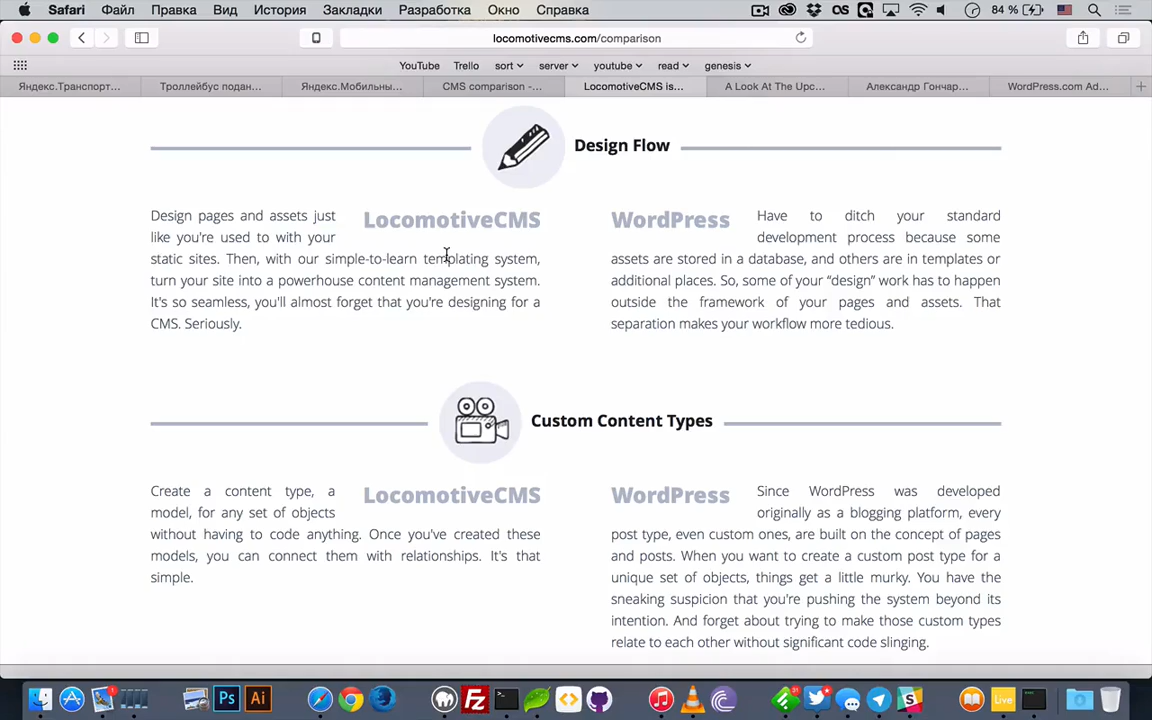 Safari Файл Правка Вид История Закладки Разработка Окно Справка 84 %
locomotivecms.com/comparison
YouTube Trello sort server youtube read genesis
Яндекс.Транспорт... Троллейбус подан... Яндекс.Мобильны... CMS comparison -... LocomotiveCMS is... A Look At The Upc... Александр Гончар... WordPress.com Ad...
Design Flow
LocomotiveCMS
Design pages and assets just
like you're used to with your
static sites. Then, with our simple-to-learn templating system,
turn your site into a powerhouse content management system.
It's so seamless, you'll almost forget that you're designing for a
CMS. Seriously.
WordPress
Have to ditch your standard
development process because some
assets are stored in a database, and others are in templates or
additional places. So, some of your “design” work has to happen
outside the framework of your pages and assets. That
separation makes your workflow more tedious.
Custom Content Types
LocomotiveCMS
Create a content type, a
model, for any set of objects
without having to code anything. Once you've created these
models, you can connect them with relationships. It's that
simple.
WordPress
Since WordPress was developed
originally as a blogging platform, every
post type, even custom ones, are built on the concept of pages
and posts. When you want to create a custom post type for a
unique set of objects, things get a little murky. You have the
sneaking suspicion that you're pushing the system beyond its
intention. And forget about trying to make those custom types
relate to each other without significant code slinging.
Ps Ai Fz Live